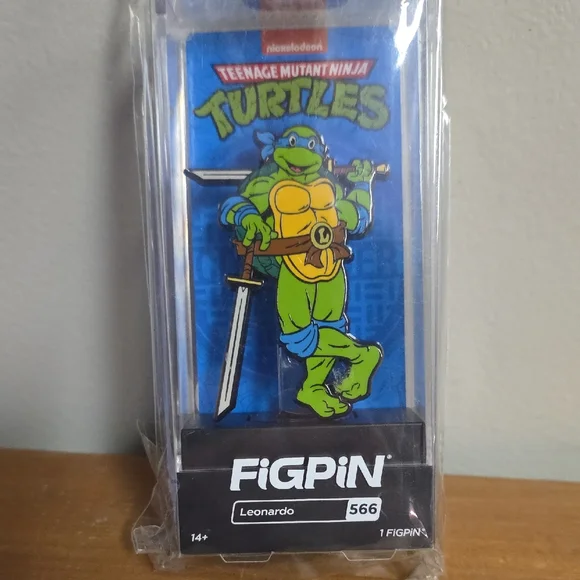 nickelodeon
TEENAGE MUTANT NINJA
TURTLES
L
FiGPiN®
Leonardo 566
14+ 1 FiGPiN®